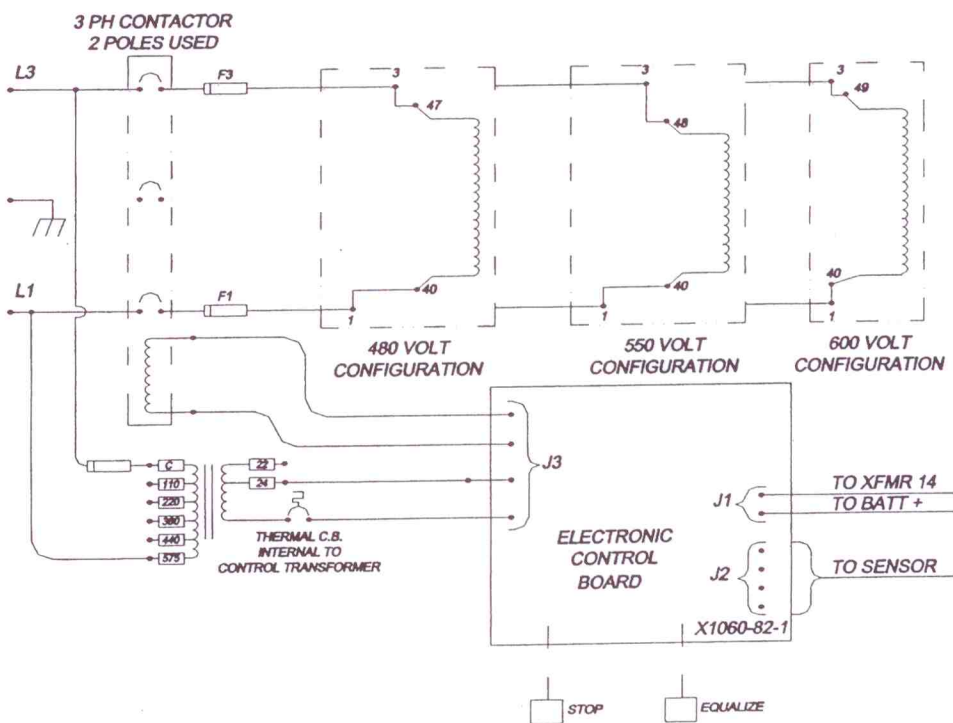 3 PH CONTACTOR
2 POLES USED
L3
F3
3
47
3
48
3
49
L1
F1
1
40
1
40
1
40
480 VOLT
CONFIGURATION
550 VOLT
CONFIGURATION
600 VOLT
CONFIGURATION
C
110
220
380
440
575
22
24
THERMAL C.B.
INTERNAL TO
CONTROL TRANSFORMER
J3
ELECTRONIC
CONTROL
BOARD
J1
TO XFMR 14
TO BATT +
J2
TO SENSOR
X1060-82-1
STOP
EQUALIZE